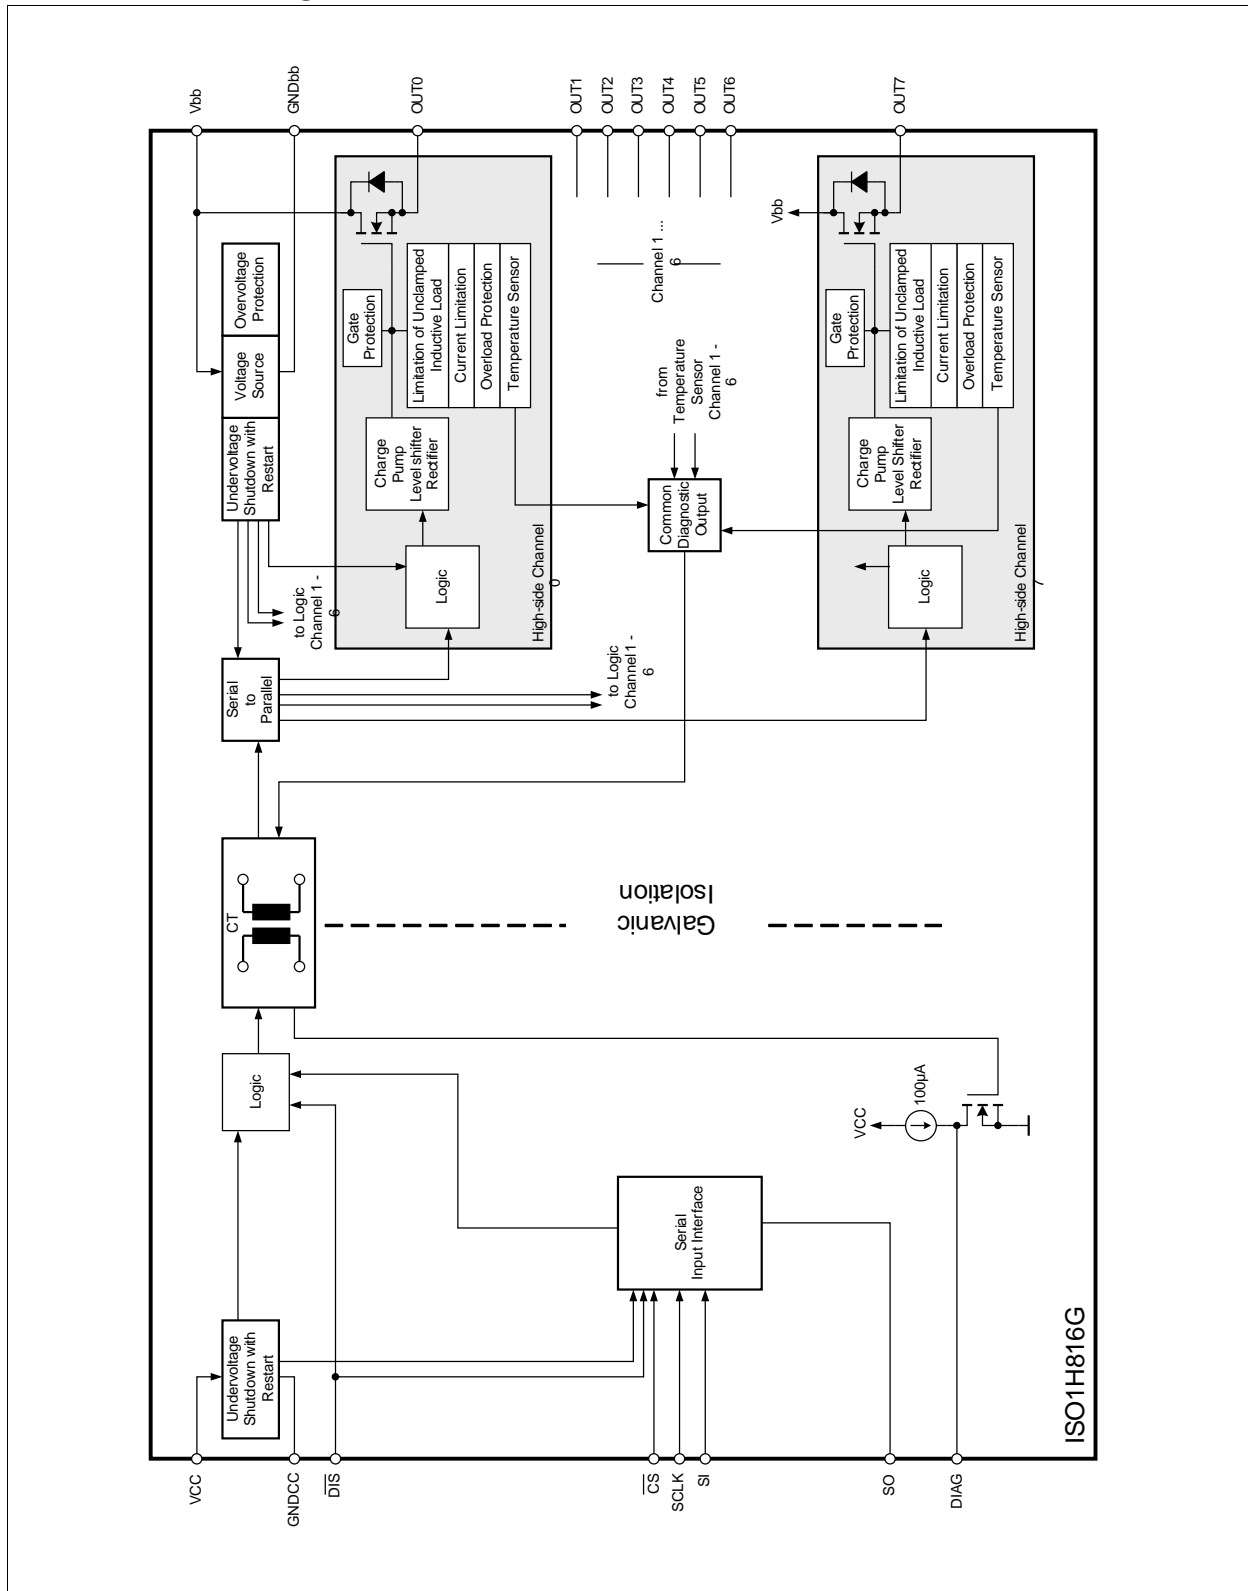 VCC
GNDCC
DIS
CS
SCLK
SI
SO
DIAG
Undervoltage
Shutdown with
Restart
Serial
Input Interface
Logic
VCC
100µA
CT
Galvanic
Isolation
Serial
to
Parallel
to Logic
Channel 1 -
6
to Logic
Channel1 -
6
Undervoltage
Shutdown with
Restart
Voltage
Source
Overvoltage
Protection
Vbb
GNDbb
OUT0
Logic
Charge
Pump
Level shifter
Rectifier
Gate
Protection
Limitation of Unclamped
Inductive Load
Current Limitation
Overload Protection
Temperature Sensor
High-side Channel
0
OUT1
OUT2
OUT3
OUT4
OUT5
OUT6
Channel 1 ...
6
from
Temperature
Sensor
Channel 1 -
6
Common
Diagnostic
Output
OUT7
Vbb
Logic
Charge
Pump
Level Shifter
Rectifier
Gate
Protection
Limitation of Unclamped
Inductive Load
Current Limitation
Overload Protection
Temperature Sensor
High-side Channel
7
ISO1H816G